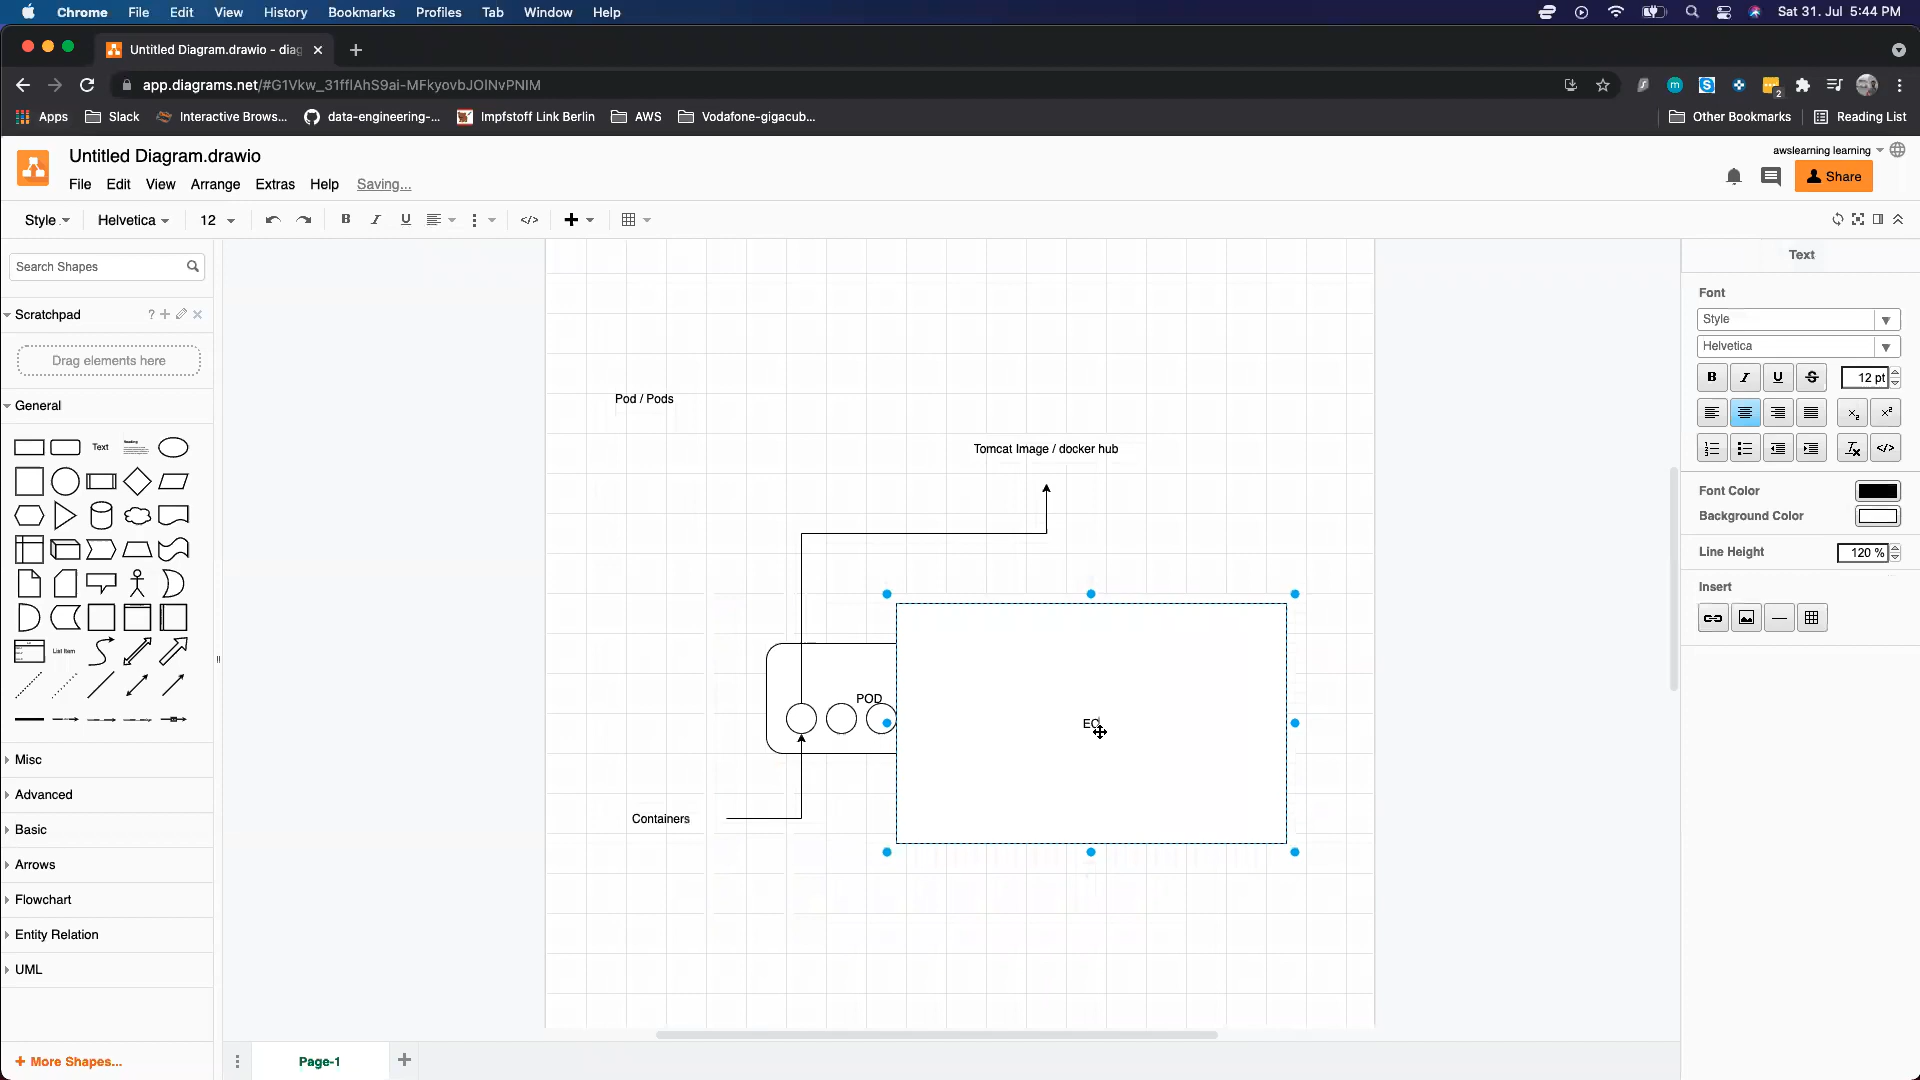 Chrome File Edit View History Bookmarks Profiles Tab Window Help Sat 31. Jul 5:44 PM
Untitled Diagram.drawio - diag
app.diagrams.net/#G1Vkw_31fflAhS9ai-MFkyovbJOlNvPNIM
Apps Slack Interactive Brows... data-engineering-... Impfstoff Link Berlin AWS Vodafone-gigacub... Other Bookmarks Reading List
Untitled Diagram.drawio
awslearning learning
File Edit View Arrange Extras Help Saving...
Share
Style Helvetica 12
B I U
Search Shapes
Text
Font
Scratchpad
Style
Helvetica
Drag elements here
B I U S 12 pt
General
Text
Heading
List Item
Font Color
Background Color
Line Height 120 %
Insert
Pod / Pods
Tomcat Image / docker hub
POD
EC
Containers
Misc
Advanced
Basic
Arrows
Flowchart
Entity Relation
UML
+ More Shapes...
Page-1